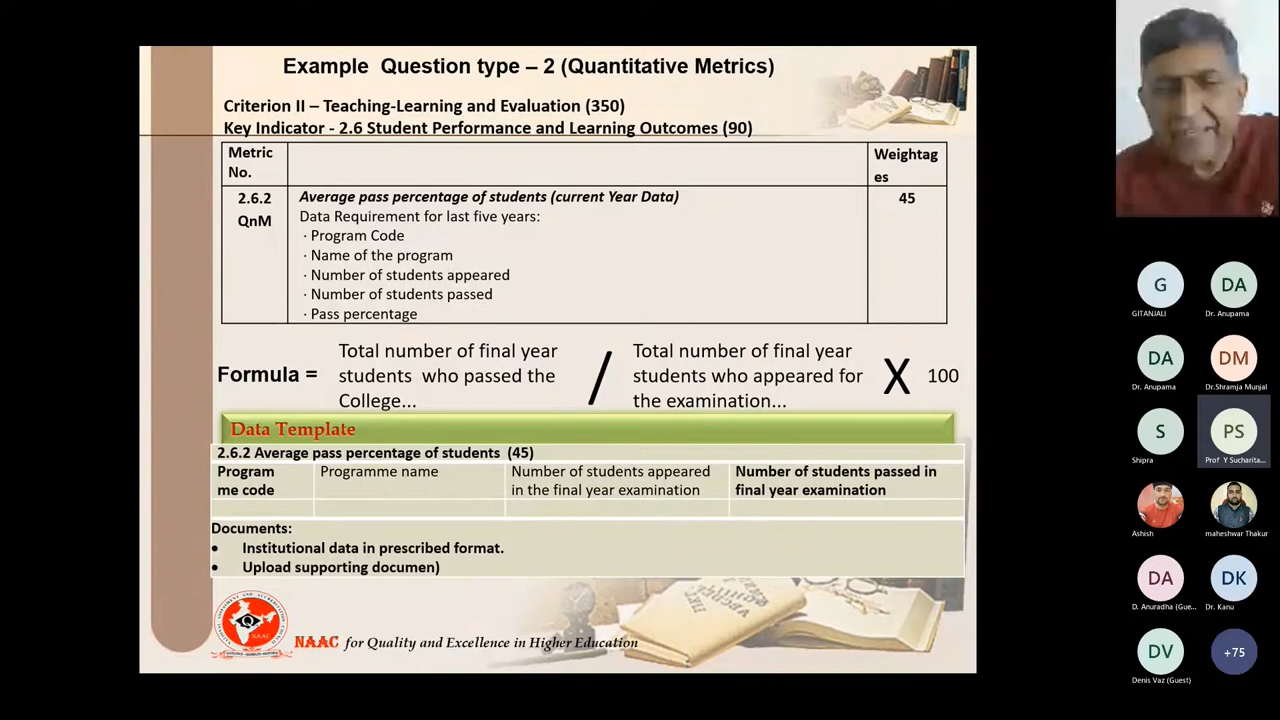 Example Question type – 2 (Quantitative Metrics)
Criterion II – Teaching-Learning and Evaluation (350)
Key Indicator - 2.6 Student Performance and Learning Outcomes (90)
Metric No.
Weightag es
2.6.2 QnM
Average pass percentage of students (current Year Data)
45
Data Requirement for last five years:
· Program Code
· Name of the program
· Number of students appeared
· Number of students passed
· Pass percentage
Formula =
Total number of final year
students who passed the
College...
/
Total number of final year
students who appeared for
the examination...
X 100
Data Template
2.6.2 Average pass percentage of students (45)
Program
me code
Programme name
Number of students appeared
in the final year examination
Number of students passed in
final year examination
Documents:
• Institutional data in prescribed format.
• Upload supporting documen)
NAAC for Quality and Excellence in Higher Education
G
GITANJALI
DA
Dr. Anupama
DA
Dr. Anupama
DM
Dr.Shramja Munjal
S
Shipra
PS
Prof Y Sucharita...
Ashish
maheshwar Thakur
DA
D. Anuradha (Gue...
DK
Dr. Kanu
DV
Denis Vaz (Guest)
+75